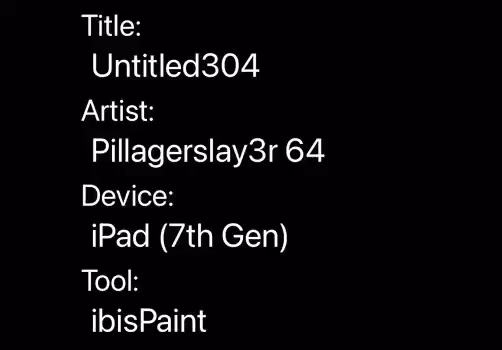 Title:
Untitled304
Artist:
Pillagerslay3r 64
Device:
iPad (7th Gen)
Tool:
ibisPaint